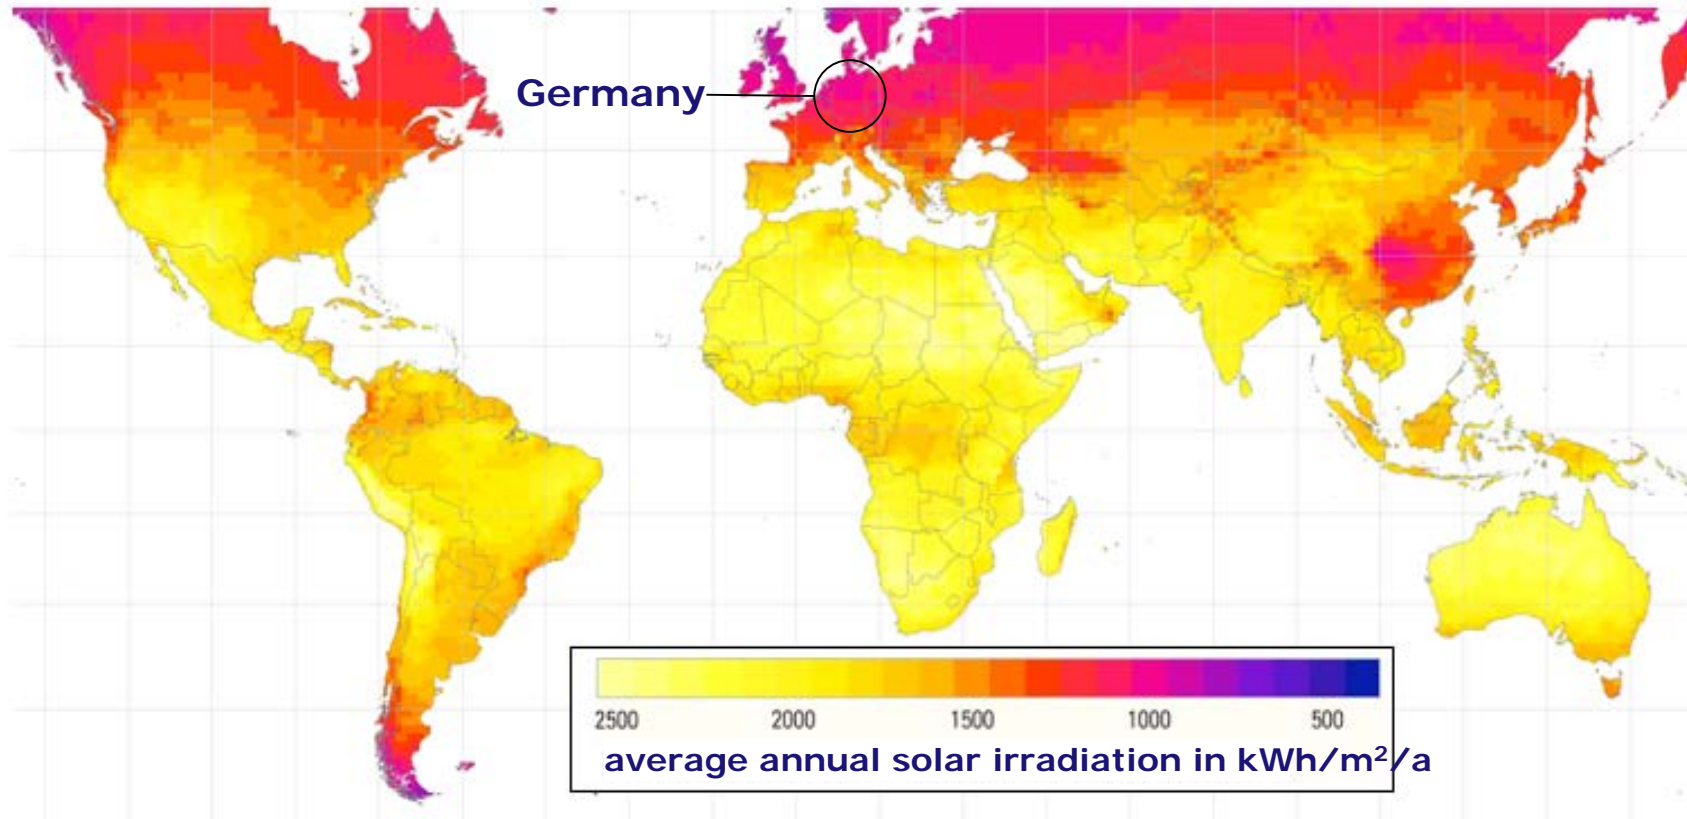 Germany
2500 2000 1500 1000 500
average annual solar irradiation in kWh/m²/a